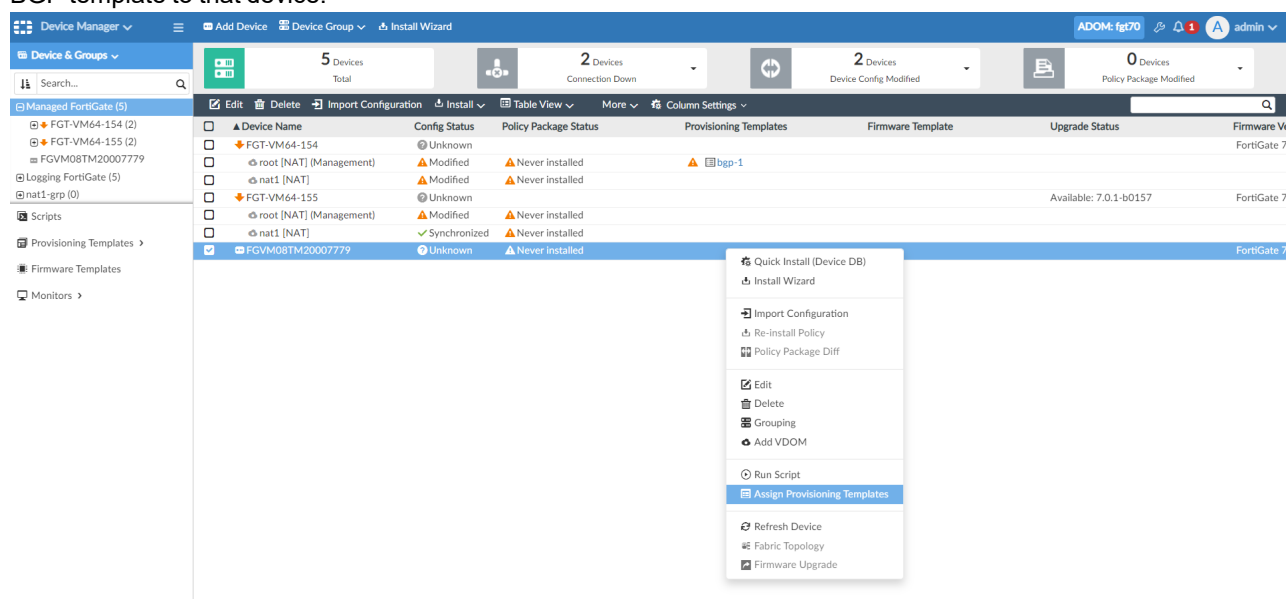 BGP template to that device.
Device Manager
Add Device Device Group Install Wizard
ADOM: fgt70 1 A admin
Device & Groups
Search...
Managed FortiGate (5)
FGT-VM64-154 (2)
FGT-VM64-155 (2)
FGVM08TM20007779
Logging FortiGate (5)
nat1-grp (0)
Scripts
Provisioning Templates
Firmware Templates
Monitors
5 Devices
Total
2 Devices
Connection Down
2 Devices
Device Config Modified
0 Devices
Policy Package Modified
Edit Delete Import Configuration Install Table View More Column Settings
Device Name Config Status Policy Package Status Provisioning Templates Firmware Template Upgrade Status Firmware Ve
FGT-VM64-154 Unknown FortiGate 7
root [NAT] (Management) Modified Never installed bgp-1
nat1 [NAT] Modified Never installed
FGT-VM64-155 Unknown Available: 7.0.1-b0157 FortiGate 7
root [NAT] (Management) Modified Never installed
nat1 [NAT] Synchronized Never installed
FGVM08TM20007779 Unknown Never installed FortiGate 7
Quick Install (Device DB)
Install Wizard
Import Configuration
Re-install Policy
Policy Package Diff
Edit
Delete
Grouping
Add VDOM
Run Script
Assign Provisioning Templates
Refresh Device
Fabric Topology
Firmware Upgrade